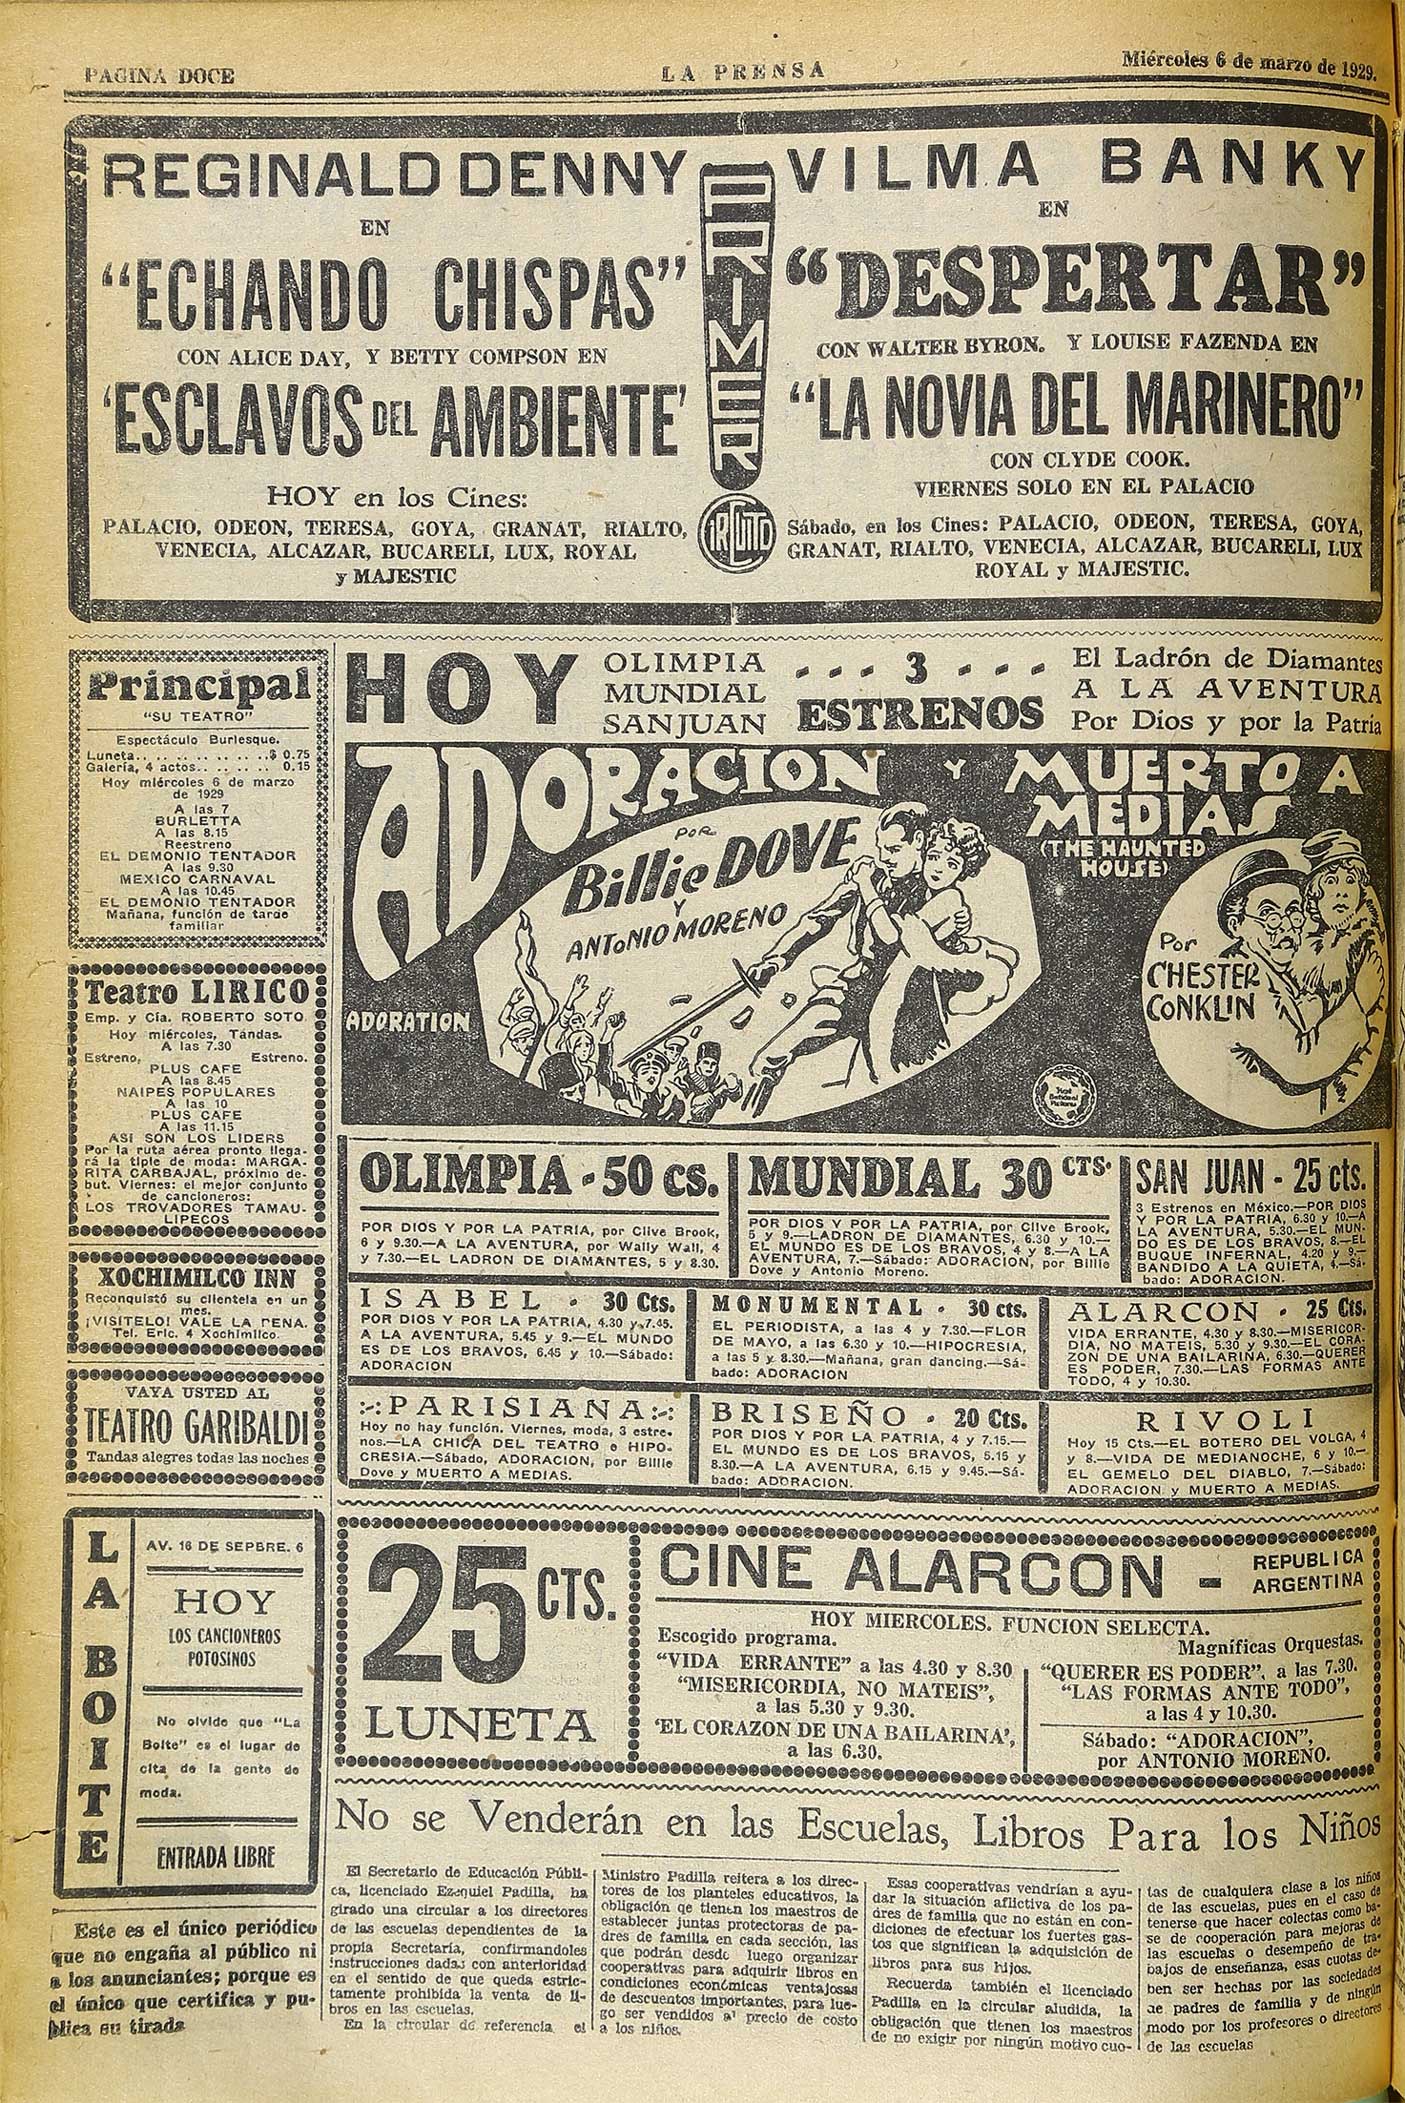 PAGINA DOCE
LA PRENSA
Miércoles 6 de marzo de 1929.
REGINALD DENNY
EN
"ECHANDO CHISPAS"
CON ALICE DAY, Y BETTY COMPSON EN
'ESCLAVOS DEL AMBIENTE'
HOY en los Cines:
PALACIO, ODEON, TERESA, GOYA, GRANAT, RIALTO,
VENECIA, ALCAZAR, BUCARELI, LUX, ROYAL
y MAJESTIC
PRIMER
CIRCUITO
VILMA BANKY
EN
"DESPERTAR"
CON WALTER BYRON. Y LOUISE FAZENDA EN
"LA NOVIA DEL MARINERO"
CON CLYDE COOK.
VIERNES SOLO EN EL PALACIO
Sábado, en los Cines: PALACIO, ODEON, TERESA, GOYA,
GRANAT, RIALTO, VENECIA, ALCAZAR, BUCARELI, LUX
ROYAL y MAJESTIC.
Principal
"SU TEATRO"
Espectáculo Burlesque.
Luneta.. .. .. .. .. .. ..$ 0.75
Galería, 4 actos.. .. .. .. 0.15
Hoy miércoles 6 de marzo
de 1929
A las 7
BURLETTA
A las 8.15
Reestreno
EL DEMONIO TENTADOR
A las 9.30
MEXICO CARNAVAL
A las 10.45
EL DEMONIO TENTADOR
Mañana, función de tarde
familiar
Teatro LIRICO
Emp. y Cía. ROBERTO SOTO
Hoy miércoles, Tandas.
A las 7.30
Estreno, Estreno.
PLUS CAFE
A las 8.45
NAIPES POPULARES
A las 10
PLUS CAFE
A las 11.15
ASI SON LOS LIDERS
Por la ruta aérea pronto llega-
rá la tiple de moda: MARGA-
RITA CARBAJAL, próximo de-
but. Viernes: el mejor conjunto
de cancioneros:
LOS TROVADORES TAMAU-
LIPECOS
XOCHIMILCO INN
Reconquistó su clientela en un
mes.
¡VISITELO! VALE LA PENA.
Tel. Eric. 4 Xochimilco.
VAYA USTED AL
TEATRO GARIBALDI
Tandas alegres todas las noches
LA BOITE
AV. 16 DE SEPBRE. 6
HOY
LOS CANCIONEROS
POTOSINOS
No olvide que "La
Boite" es el lugar de
cita de la gente de
moda.
ENTRADA LIBRE
Este es el único periódico
que no engaña al público ni
a los anunciantes; porque es
el único que certifica y pu-
blica su tirada
HOY
OLIMPIA
MUNDIAL
SAN JUAN
- - - 3 - - -
ESTRENOS
El Ladrón de Diamantes
A LA AVENTURA
Por Dios y por la Patria
ADORACION Y MUERTO A
MEDIAS
(THE HAUNTED
HOUSE)
POR
Billie DOVE
Y
ANTONIO MORENO
ADORATION
Por
CHESTER
CONKLIN
OLIMPIA - 50 cs.
POR DIOS Y POR LA PATRIA, por Clive Brook,
6 y 9.30.—A LA AVENTURA, por Wally Wall, 4
y 7.30.—EL LADRON DE DIAMANTES, 5 y 8.30.
MUNDIAL 30 CTS.
POR DIOS Y POR LA PATRIA, por Clive Brook,
5 y 9.—LADRON DE DIAMANTES, 6.30 y 10.—
EL MUNDO ES DE LOS BRAVOS, 4 y 8.—A LA
AVENTURA, 7.—Sábado: ADORACION, por Billie
Dove y Antonio Moreno.
SAN JUAN - 25 cts.
3 Estrenos en México.—POR DIOS
Y POR LA PATRIA, 6.30 y 10.—A
LA AVENTURA, 5.30.—EL MUN-
DO ES DE LOS BRAVOS, 8.—EL
BUQUE INFERNAL, 4.20 y 9.—
BANDIDO A LA QUIETA, 4.—Sá-
bado: ADORACION.
ISABEL - 30 Cts.
POR DIOS Y POR LA PATRIA, 4.30 y 7.45.
A LA AVENTURA, 5.45 y 9.—EL MUNDO
ES DE LOS BRAVOS, 6.45 y 10.—Sábado:
ADORACION
MONUMENTAL - 30 cts.
EL PERIODISTA, a las 4 y 7.30.—FLOR
DE MAYO, a las 6.30 y 10.—HIPOCRESIA,
a las 5 y 8.30.—Mañana, gran dancing.—Sá-
bado: ADORACION
ALARCON - 25 Cts.
VIDA ERRANTE, 4.30 y 8.30.—MISERICOR-
DIA, NO MATEIS, 5.30 y 9.30.—EL CORA-
ZON DE UNA BAILARINA, 6.30.—QUERER
ES PODER, 7.30.—LAS FORMAS ANTE
TODO, 4 y 10.30.
:-:PARISIANA:-:
Hoy no hay función. Viernes, moda, 3 estre-
nos.—LA CHICA DEL TEATRO e HIPO-
CRESIA.—Sábado, ADORACION, por Billie
Dove y MUERTO A MEDIAS.
BRISEÑO - 20 Cts.
POR DIOS Y POR LA PATRIA, 4 y 7.15.—
EL MUNDO ES DE LOS BRAVOS, 5.15 y
8.30.—A LA AVENTURA, 6.15 y 9.45.—Sá-
bado: ADORACION.
RIVOLI
Hoy 15 Cts.—EL BOTERO DEL VOLGA, 4
y 8.—VIDA DE MEDIANOCHE, 6 y 10.—
EL GEMELO DEL DIABLO, 7.—Sábado:
ADORACION y MUERTO A MEDIAS.
25 CTS.
LUNETA
CINE ALARCON - REPUBLICA
ARGENTINA
HOY MIERCOLES. FUNCION SELECTA.
Escogido programa. Magníficas Orquestas.
"VIDA ERRANTE" a las 4.30 y 8.30
"MISERICORDIA, NO MATEIS",
a las 5.30 y 9.30.
'EL CORAZON DE UNA BAILARINA',
a las 6.30.
"QUERER ES PODER", a las 7.30.
"LAS FORMAS ANTE TODO",
a las 4 y 10.30.
Sábado: "ADORACION",
por ANTONIO MORENO.
No se Venderán en las Escuelas, Libros Para los Niños
El Secretario de Educación Públi-
ca, licenciado Ezequiel Padilla, ha
girado una circular a los directores
de las escuelas dependientes de la
propia Secretaría, confirmandoles
instrucciones dadas con anterioridad
en el sentido de que queda estric-
tamente prohibida la venta de li-
bros en las escuelas.
En la circular de referencia el
Ministro Padilla reitera a los direc-
tores de los planteles educativos, la
obligación qe tienen los maestros de
establecer juntas protectoras de pa-
dres de familia en cada sección, las
que podrán desde luego organizar
cooperativas para adquirir libros en
condiciones económicas ventajosas
de descuentos importantes, para lue-
go ser vendidos al precio de costo
a los niños.
Esas cooperativas vendrían a ayu-
dar la situación aflictiva de los pa-
dres de familia que no están en con-
diciones de efectuar los fuertes gas-
tos que significan la adquisición de
libros para sus hijos.
Recuerda también el licenciado
Padilla en la circular aludida, la
obligación que tienen los maestros
de no exigir por ningún motivo cuo-
tas de cualquiera clase a los niños
de las escuelas, pues en el caso de
tenerse que hacer colectas como ba-
se de cooperación para mejoras de
las escuelas o desempeño de tra-
bajos de enseñanza, esas cuotas de-
ben ser hechas por las sociedades
de padres de familia y de ningún
modo por los profesores o directores
de las escuelas